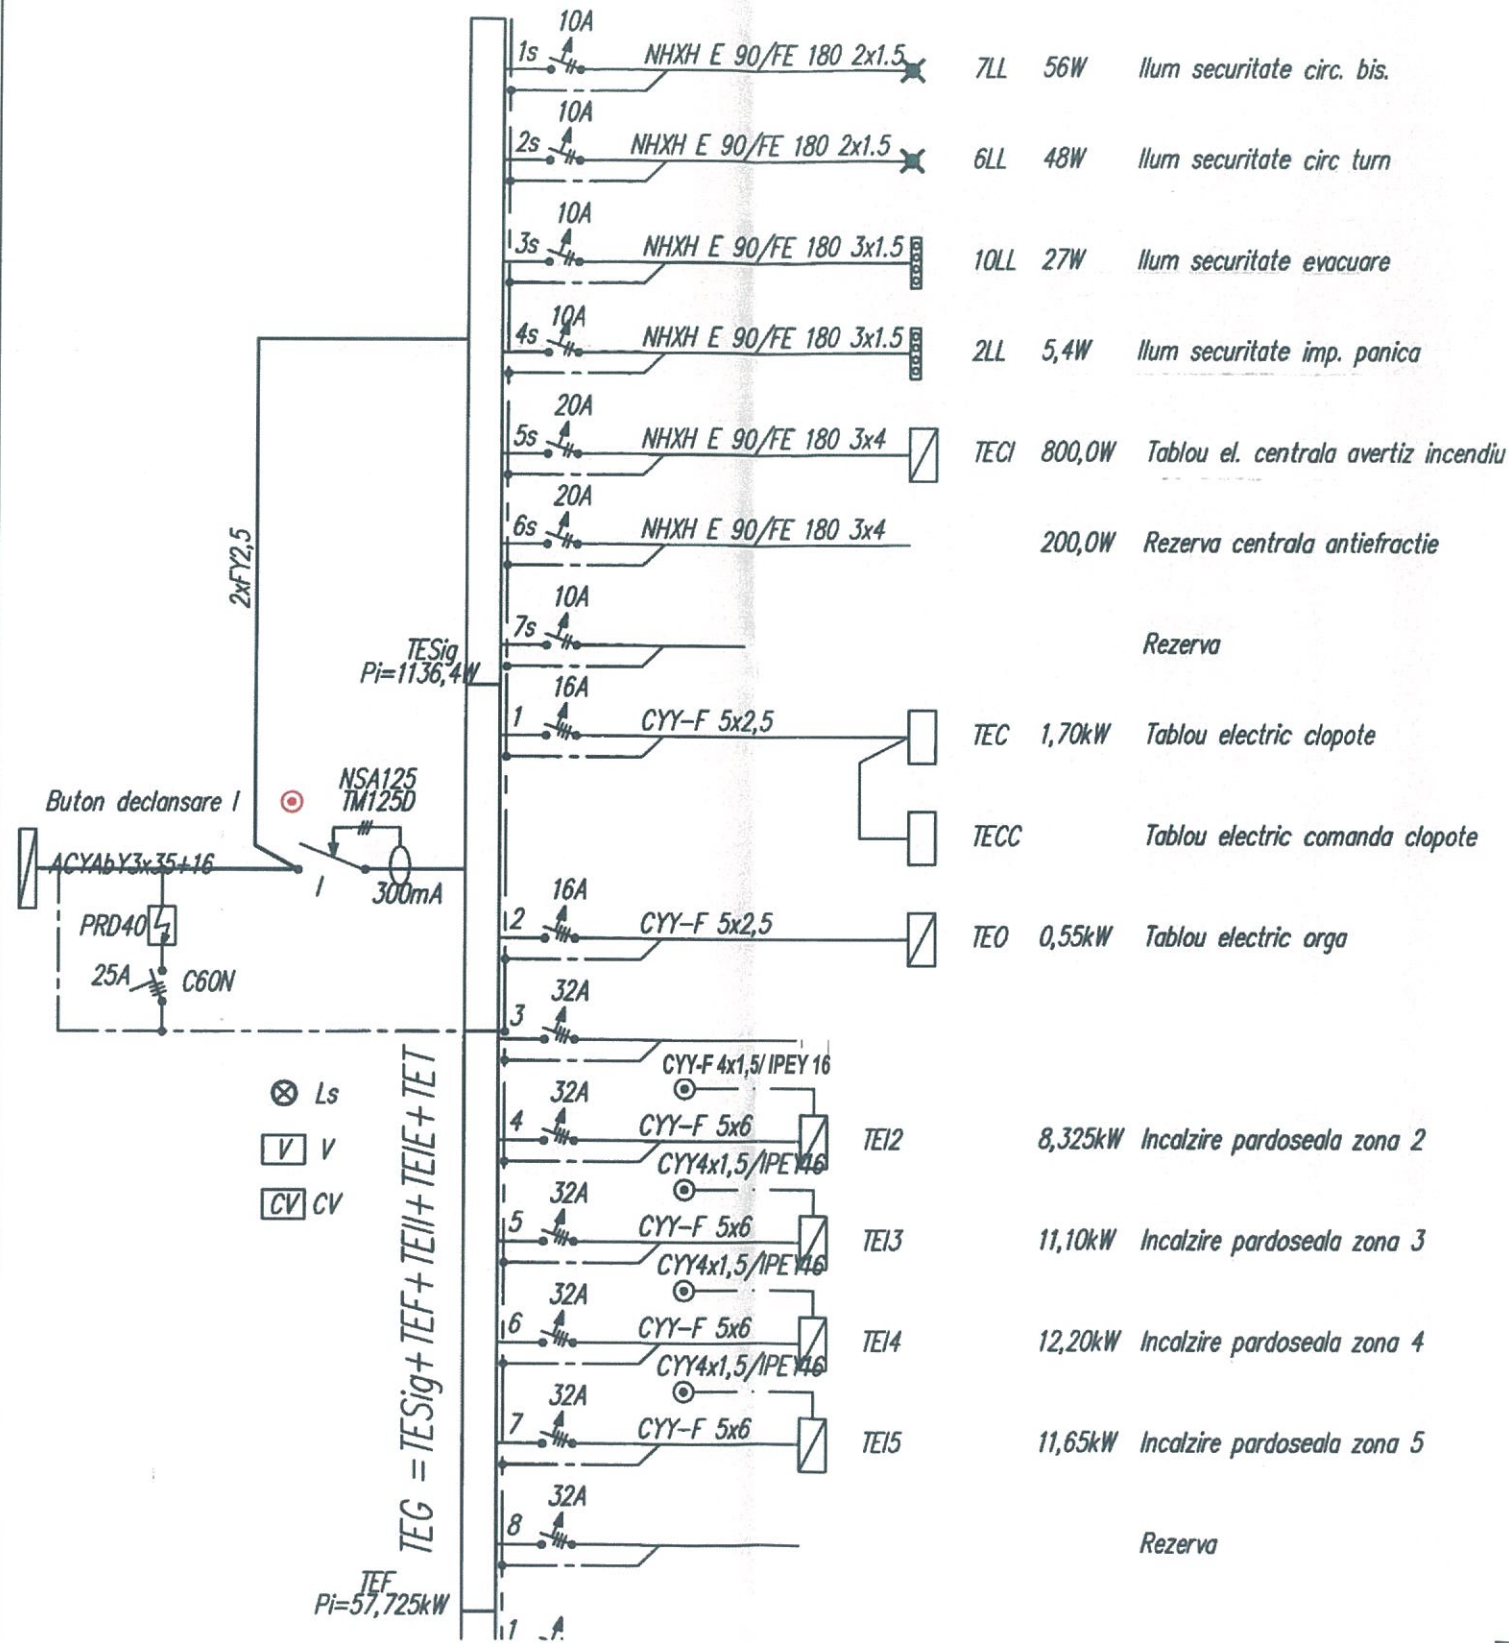 10A
1s NHXH E 90/FE 180 2x1.5 7LL 56W Ilum securitate circ. bis.
10A
2s NHXH E 90/FE 180 2x1.5 6LL 48W Ilum securitate circ turn
10A
3s NHXH E 90/FE 180 3x1.5 10LL 27W Ilum securitate evacuare
10A
4s NHXH E 90/FE 180 3x1.5 2LL 5,4W Ilum securitate imp. panica
20A
5s NHXH E 90/FE 180 3x4 TECI 800,0W Tablou el. centrala avertiz incendiu
20A
6s NHXH E 90/FE 180 3x4 200,0W Rezerva centrala antiefractie
2xFY2,5
10A
7s Rezerva
TESig
Pi=1136,4W
16A
1 CYY-F 5x2,5 TEC 1,70kW Tablou electric clopote
NSA125
TM125D
Buton declansare I
TECC Tablou electric comanda clopote
ACYAbY3x35+16
I
300mA
16A
2 CYY-F 5x2,5 TEO 0,55kW Tablou electric orga
PRD40
25A C60N
32A
3
CYY-F 4x1,5/IPEY 16
Ls
32A
4 CYY-F 5x6 TEI2 8,325kW Incalzire pardoseala zona 2
V V
CYY4x1,5/IPEY16
CV CV
32A
5 CYY-F 5x6 TEI3 11,10kW Incalzire pardoseala zona 3
CYY4x1,5/IPEY16
32A
6 CYY-F 5x6 TEI4 12,20kW Incalzire pardoseala zona 4
CYY4x1,5/IPEY16
32A
7 CYY-F 5x6 TEI5 11,65kW Incalzire pardoseala zona 5
TEG =TESig+TEF+TEII+TEIE+TET
32A
8 Rezerva
TEF
Pi=57,725kW
1